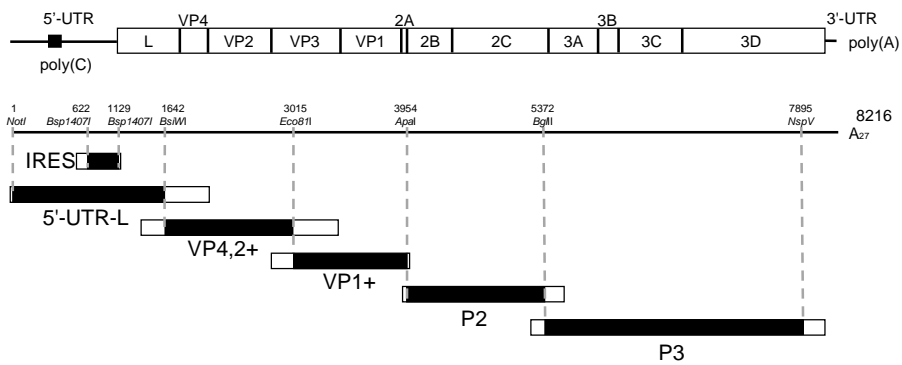 5'-UTR VP4 2A 3B 3'-UTR
L VP2 VP3 VP1 2B 2C 3A 3C 3D
poly(C) poly(A)
1 622 1129 1642 3015 3954 5372 7895 8216
NotI Bsp1407I Bsp1407I BsiWI Eco81I ApaI BglII NspV A27
IRES
5'-UTR-L
VP4,2+
VP1+
P2
P3